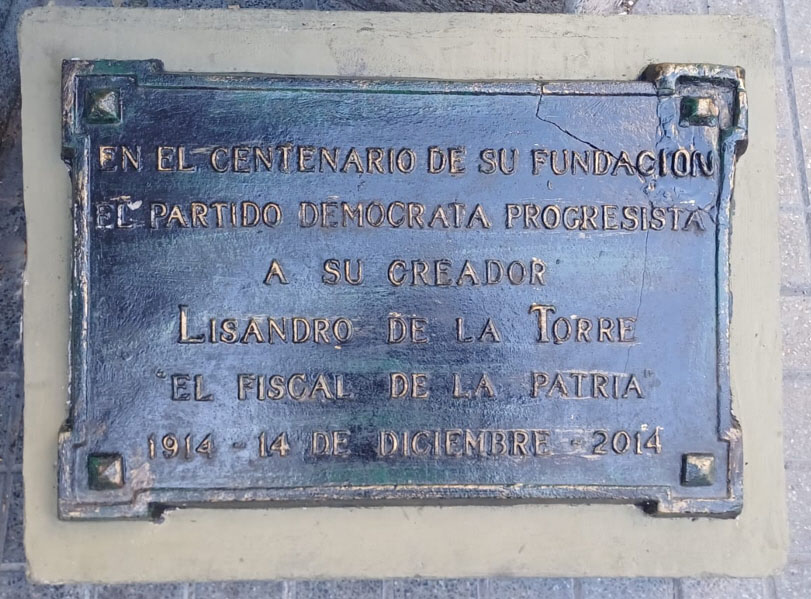 EN EL CENTENARIO DE SU FUNDACION
EL PARTIDO DEMOCRATA PROGRESISTA
A SU CREADOR
LISANDRO DE LA TORRE
"EL FISCAL DE LA PATRIA"
1914 - 14 DE DICIEMBRE - 2014